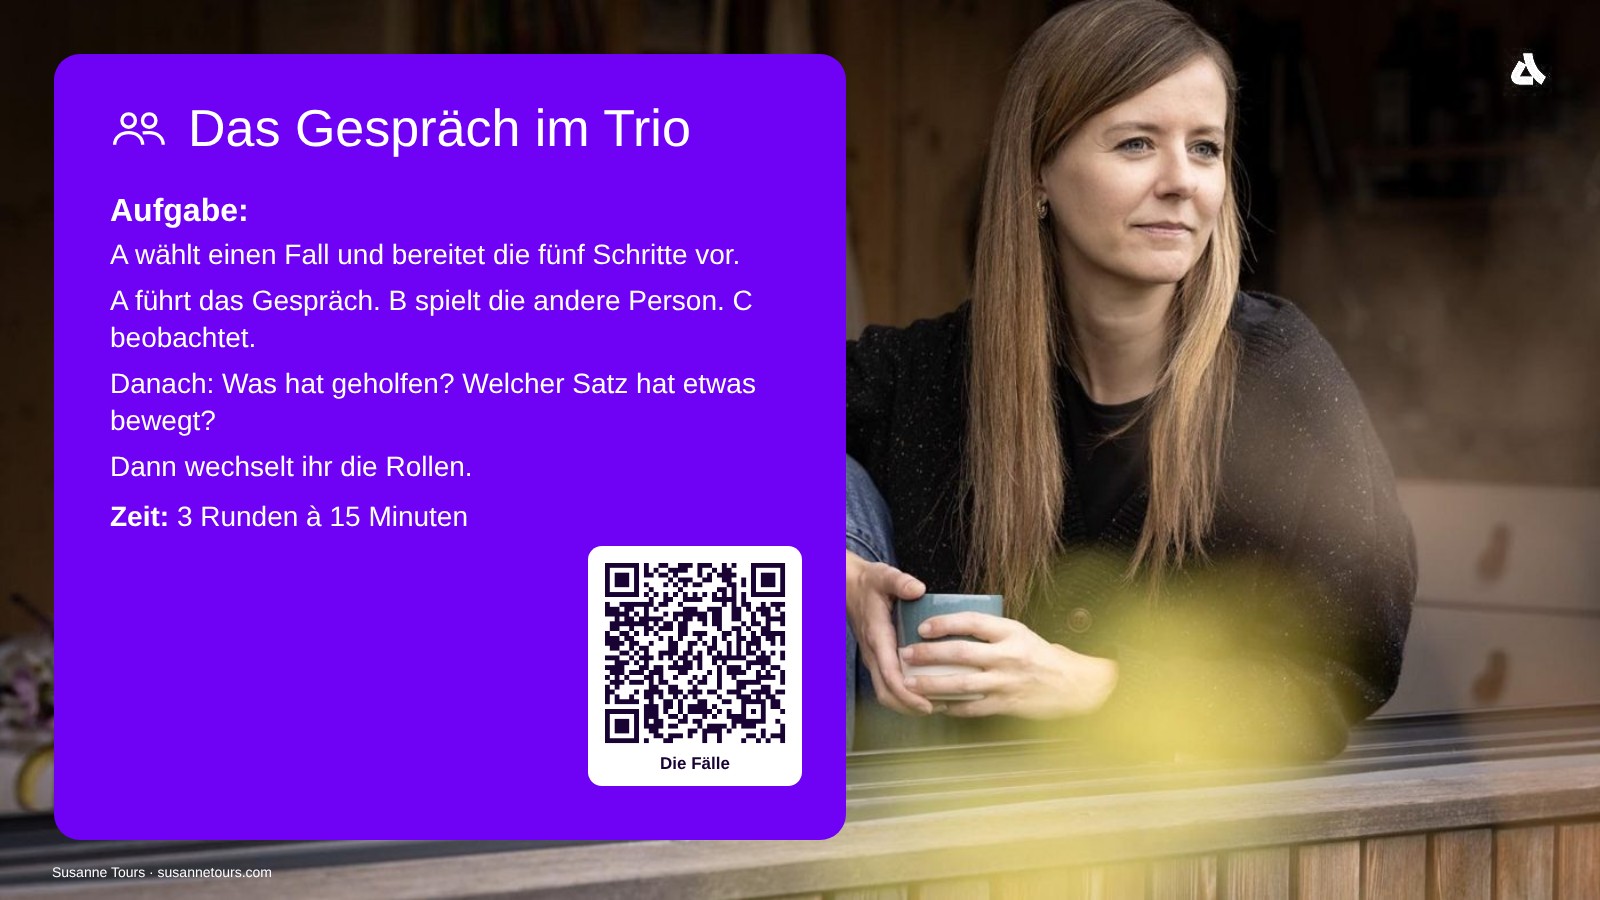 Das Gespräch im Trio
Aufgabe:
A wählt einen Fall und bereitet die fünf Schritte vor.
A führt das Gespräch. B spielt die andere Person. C
beobachtet.
Danach: Was hat geholfen? Welcher Satz hat etwas
bewegt?
Dann wechselt ihr die Rollen.
Zeit: 3 Runden à 15 Minuten
Die Fälle
Susanne Tours · susannetours.com